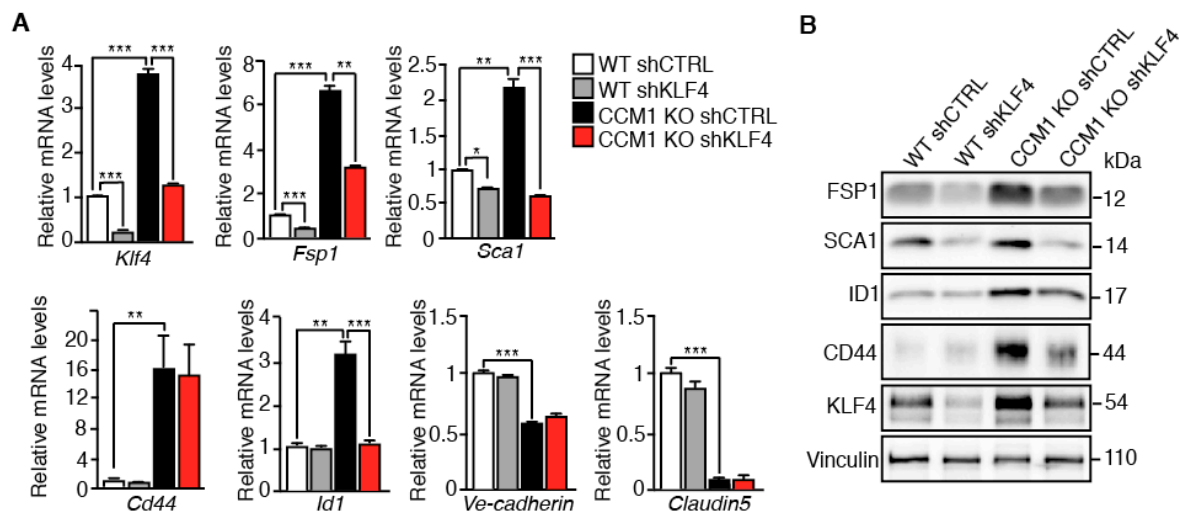 A
Relative mRNA levels
5
4
3
2
1
0
***
***
***
***
Klf4
Relative mRNA levels
8
6
4
2
0
***
**
***
Fsp1
Relative mRNA levels
2.5
2
1.5
1
0.5
0
**
***
*
Sca1
WT shCTRL
WT shKLF4
CCM1 KO shCTRL
CCM1 KO shKLF4
Relative mRNA levels
24
20
16
12
8
4
0
**
Cd44
Relative mRNA levels
4
3
2
1
0
**
***
Id1
Relative mRNA levels
1.5
1
0.5
0
***
Ve-cadherin
Relative mRNA levels
1.5
1
0.5
0
***
Claudin5
B
WT shCTRL
WT shKLF4
CCM1 KO shCTRL
CCM1 KO shKLF4
kDa
FSP1
12
SCA1
14
ID1
17
CD44
44
KLF4
54
Vinculin
110